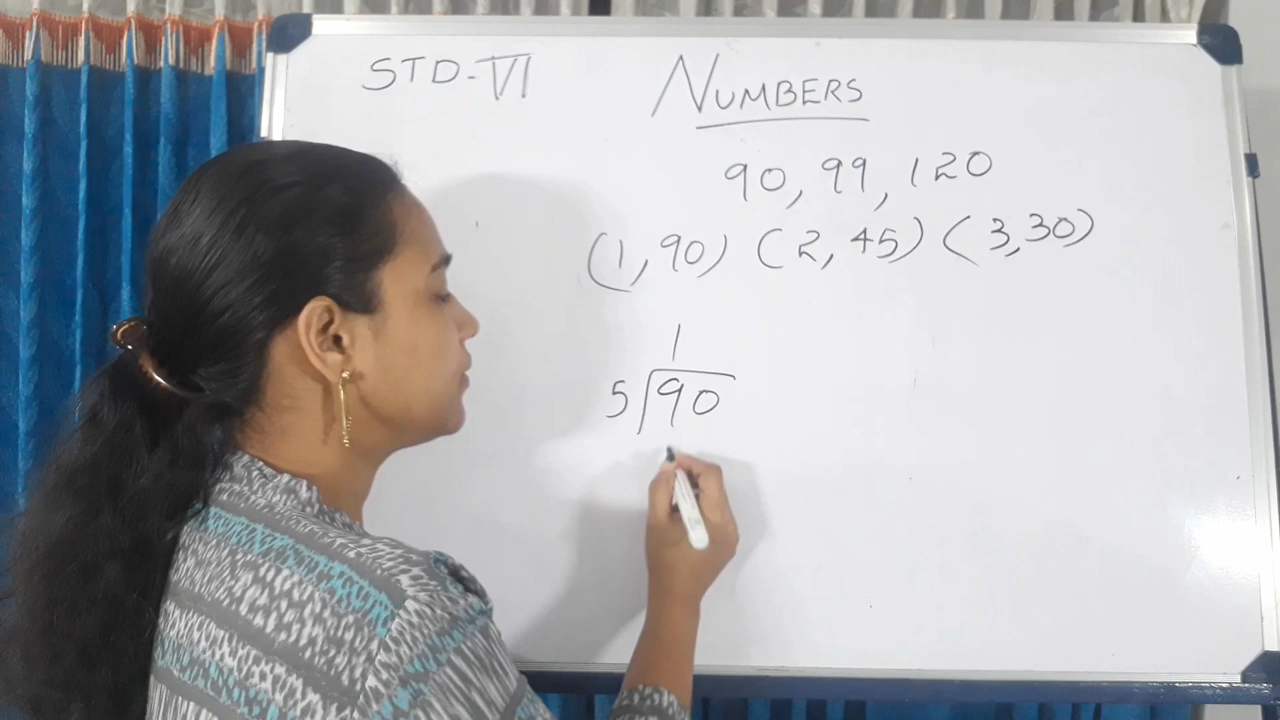 STD-VI NUMBERS
90, 99, 120
(1, 90) (2, 45) (3, 30)
1
5 90